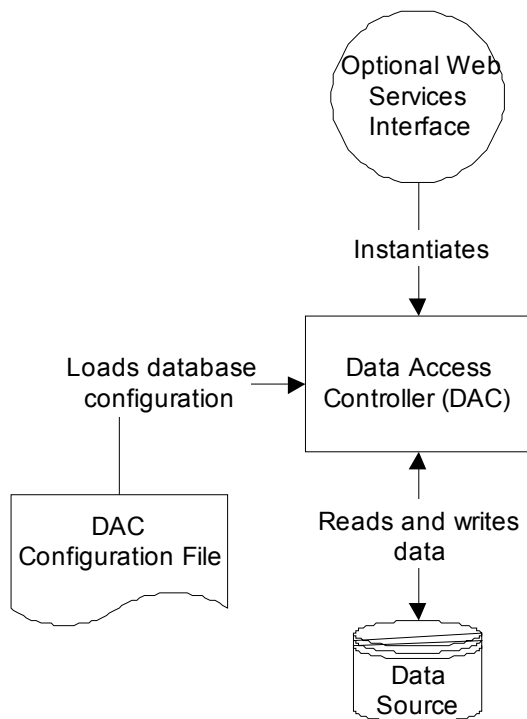 Optional Web
Services
Interface
Instantiates
Loads database
configuration
Data Access
Controller (DAC)
DAC
Configuration File
Reads and writes
data
Data
Source